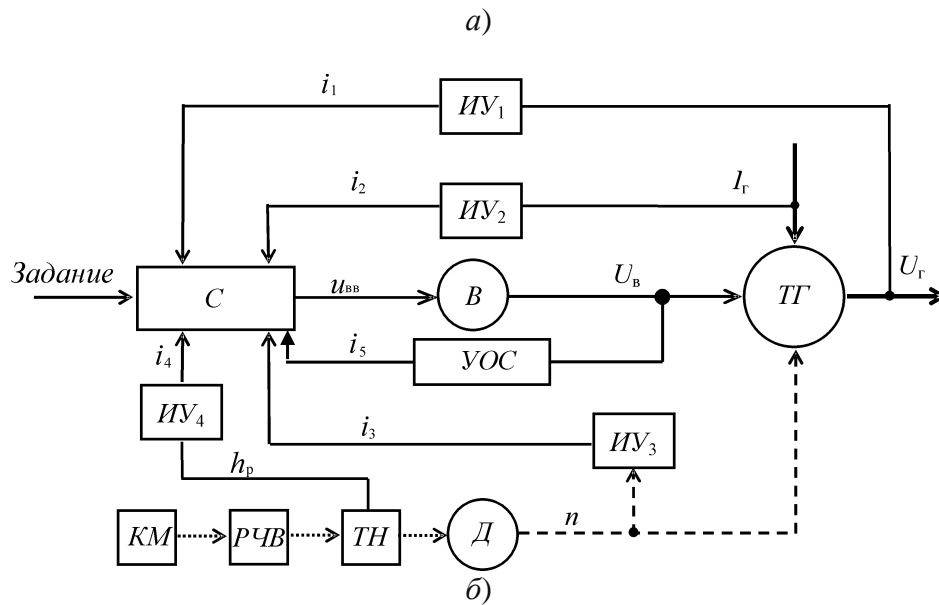 а)
i₁
ИУ₁
i₂
ИУ₂
Iг
Задание
С
uвв
В
Uв
ТГ
Uг
i₅
УОС
i₄
ИУ₄
i₃
ИУ₃
hр
КМ
РЧВ
ТН
Д
n
б)